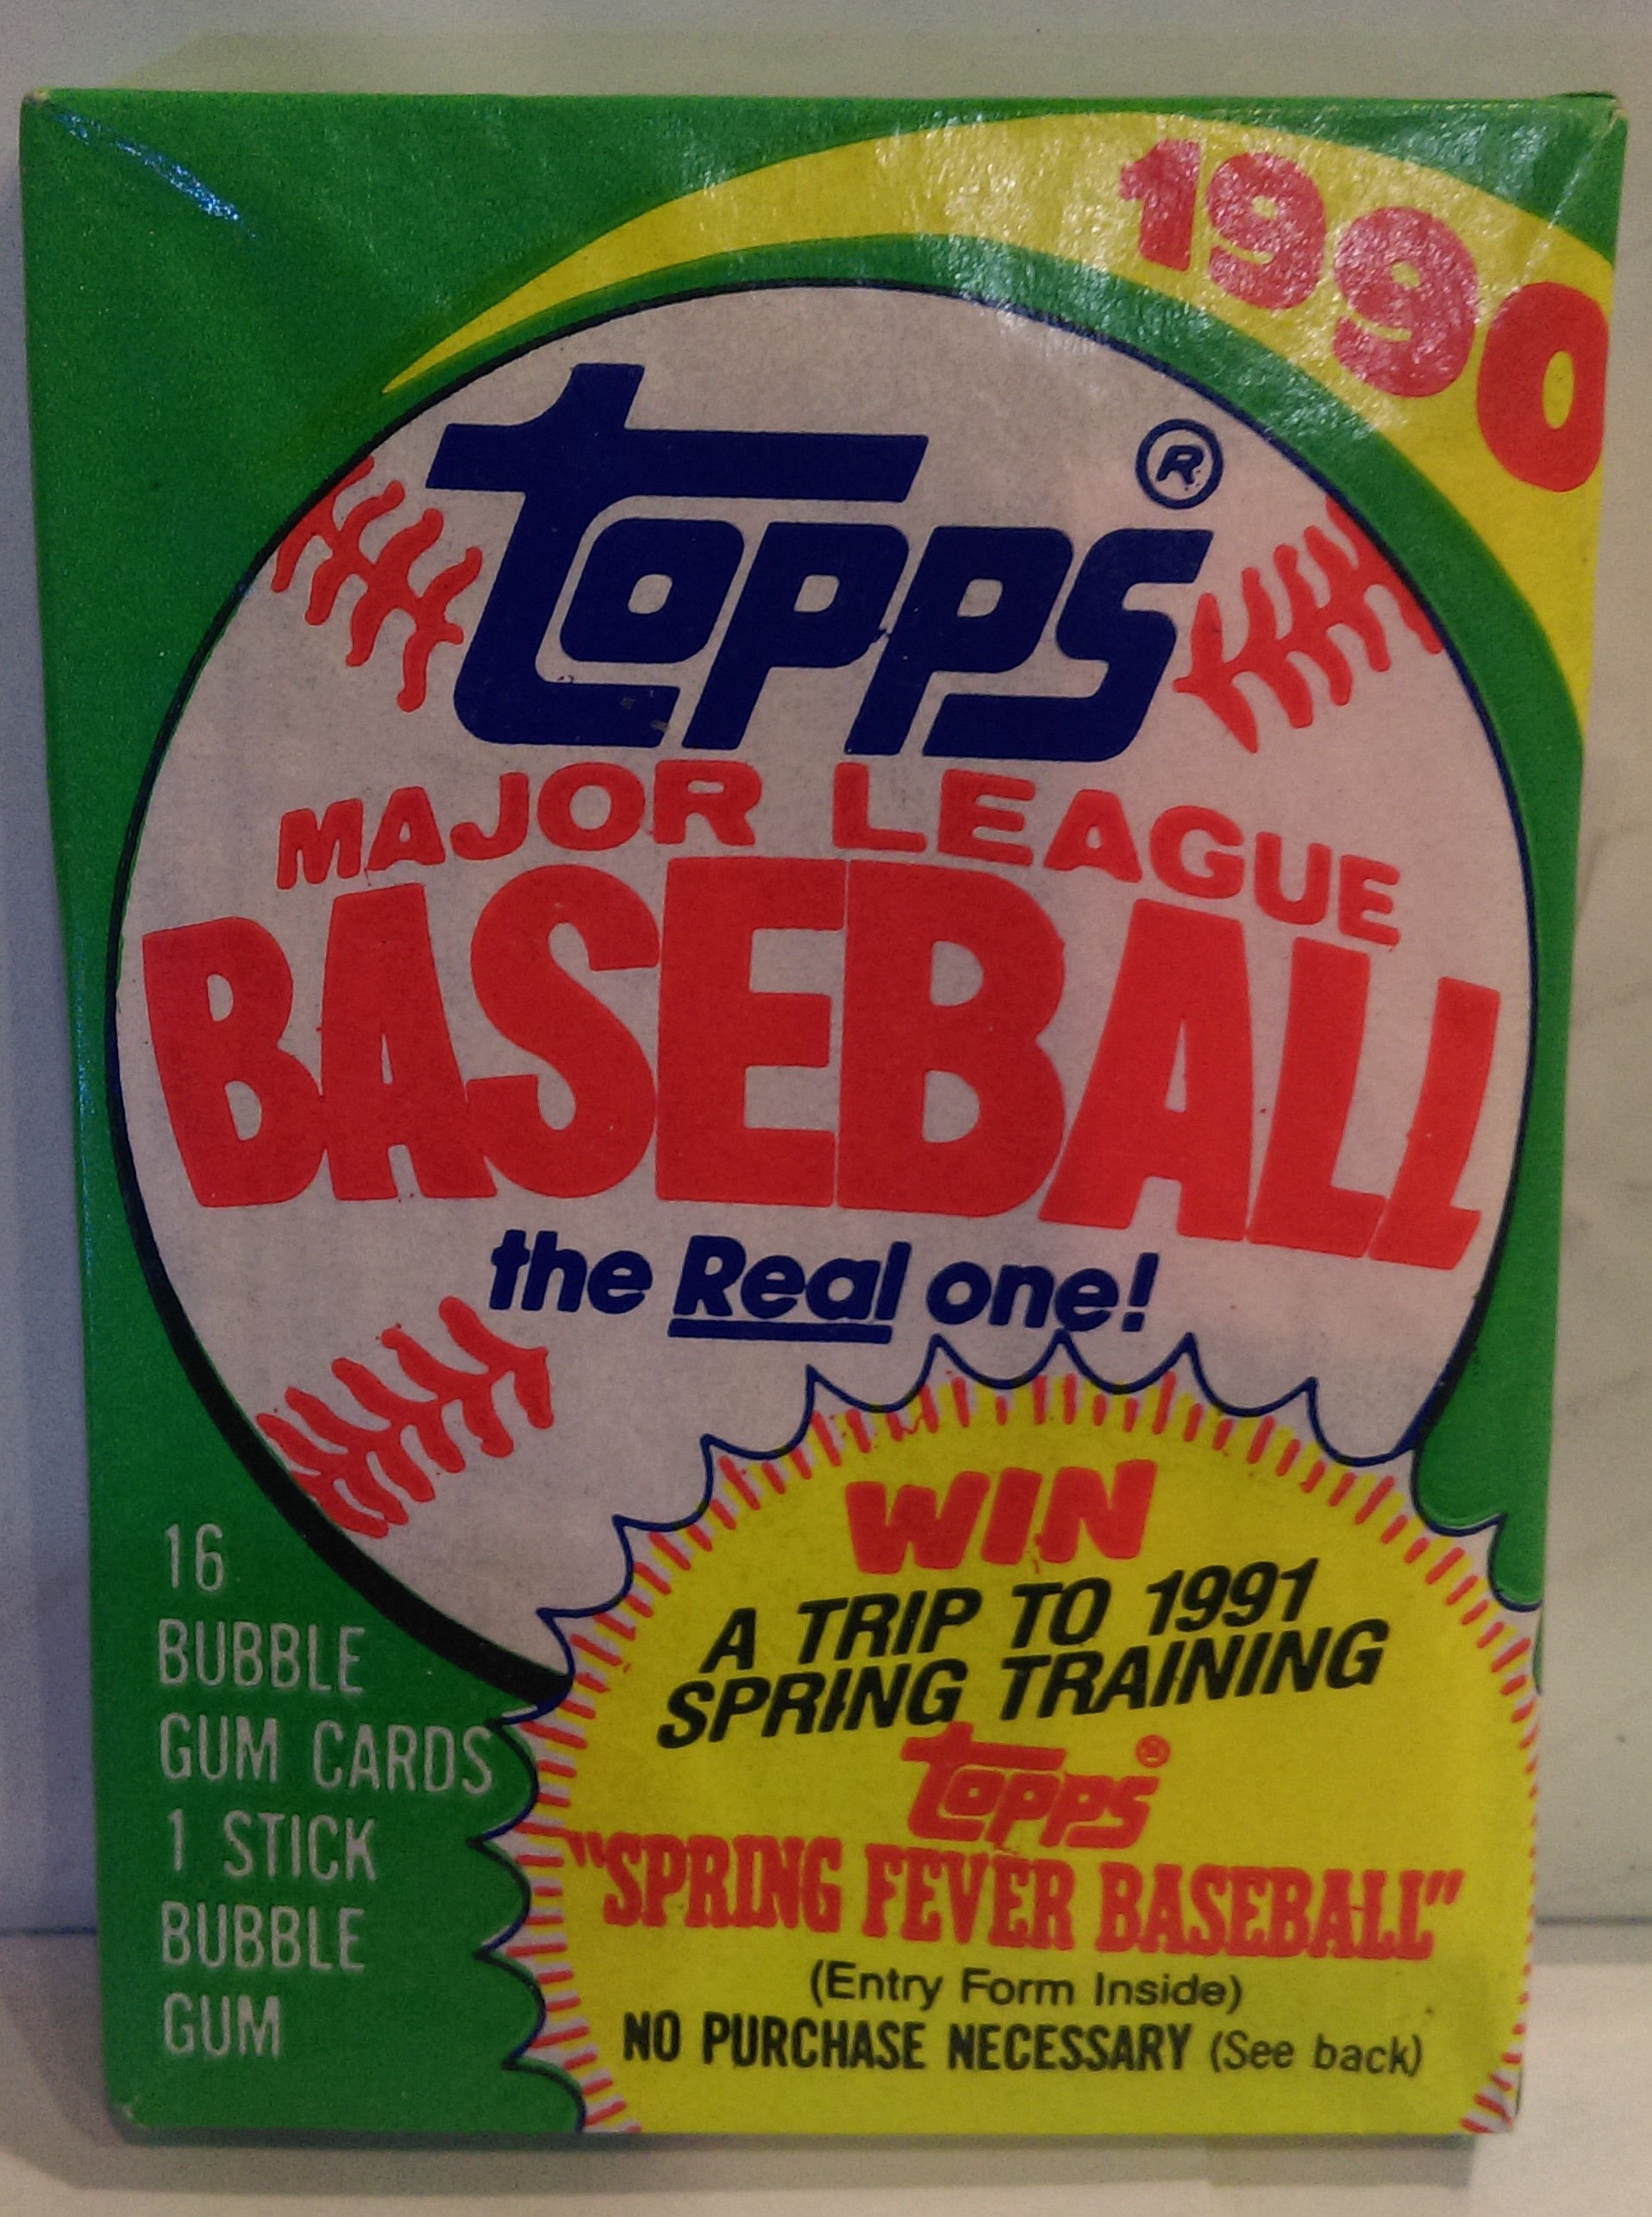 1990
topps®
MAJOR LEAGUE
BASEBALL
the Real one!
16
BUBBLE
GUM CARDS
1 STICK
BUBBLE
GUM
WIN
A TRIP TO 1991
SPRING TRAINING
topps®
"SPRING FEVER BASEBALL"
(Entry Form Inside)
NO PURCHASE NECESSARY (See back)